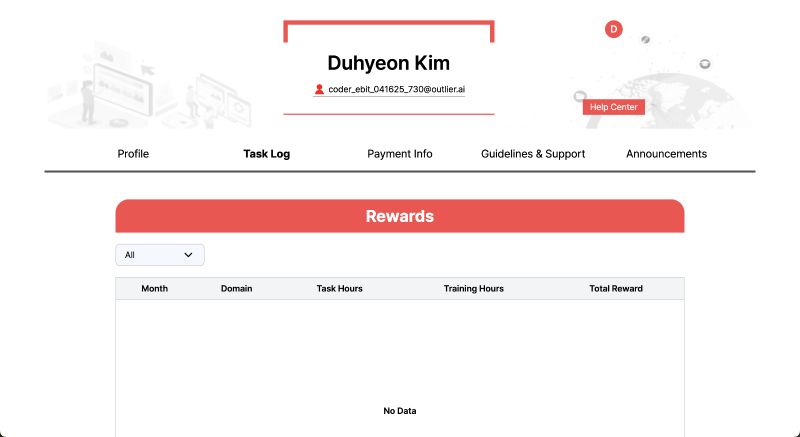 D
Duhyeon Kim
coder_ebit_041625_730@outlier.ai
Help Center
Profile Task Log Payment Info Guidelines & Support Announcements
Rewards
All
Month Domain Task Hours Training Hours Total Reward
No Data